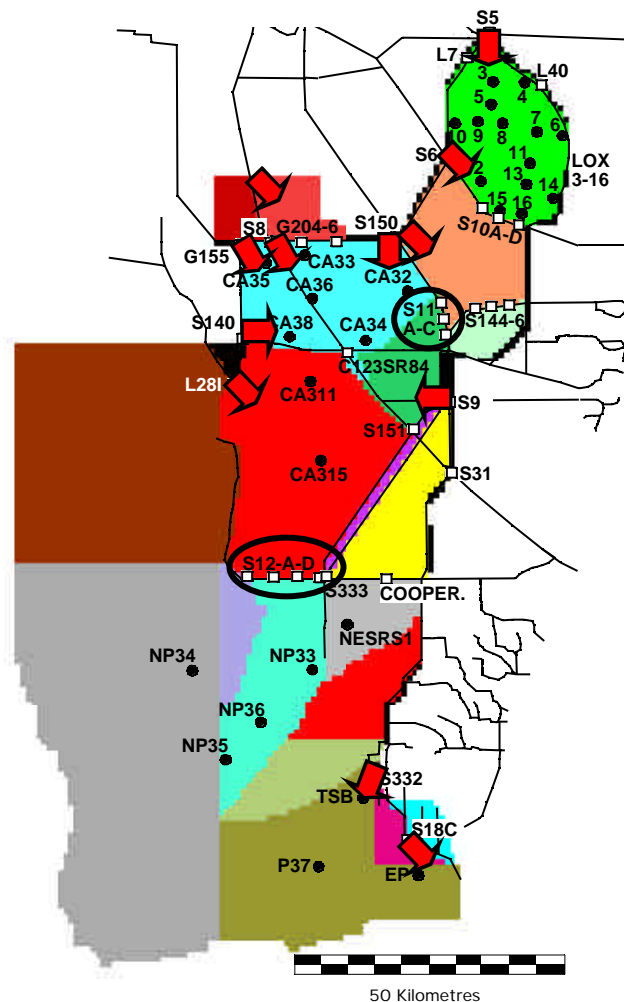 S5
L7
3
L40
4
5
10
9
8
7
6
S6
11
LOX
3-16
2
13
14
15
16
S10A-D
S8
G204-6
S150
G155
CA33
CA35
CA32
CA36
S11
A-C
S144-6
S140
CA38
CA34
C123SR84
L28I
CA311
S9
S151
CA315
S31
S12-A-D
S333
COOPER.
NESRS1
NP34
NP33
NP36
NP35
S332
TSB
S18C
P37
EP
50 Kilometres